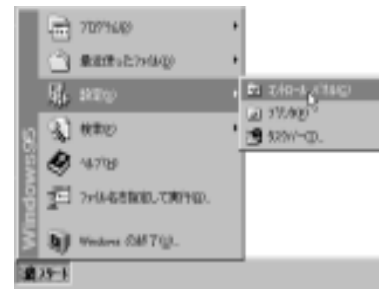 プログラム(P)
最近使ったファイル(D)
設定(S)
コントロール パネル(C)
プリンタ(P)
タスクバー(T)...
検索(F)
ヘルプ(H)
ファイル名を指定して実行(R)...
Windows の終了(U)...
Windows95
スタート